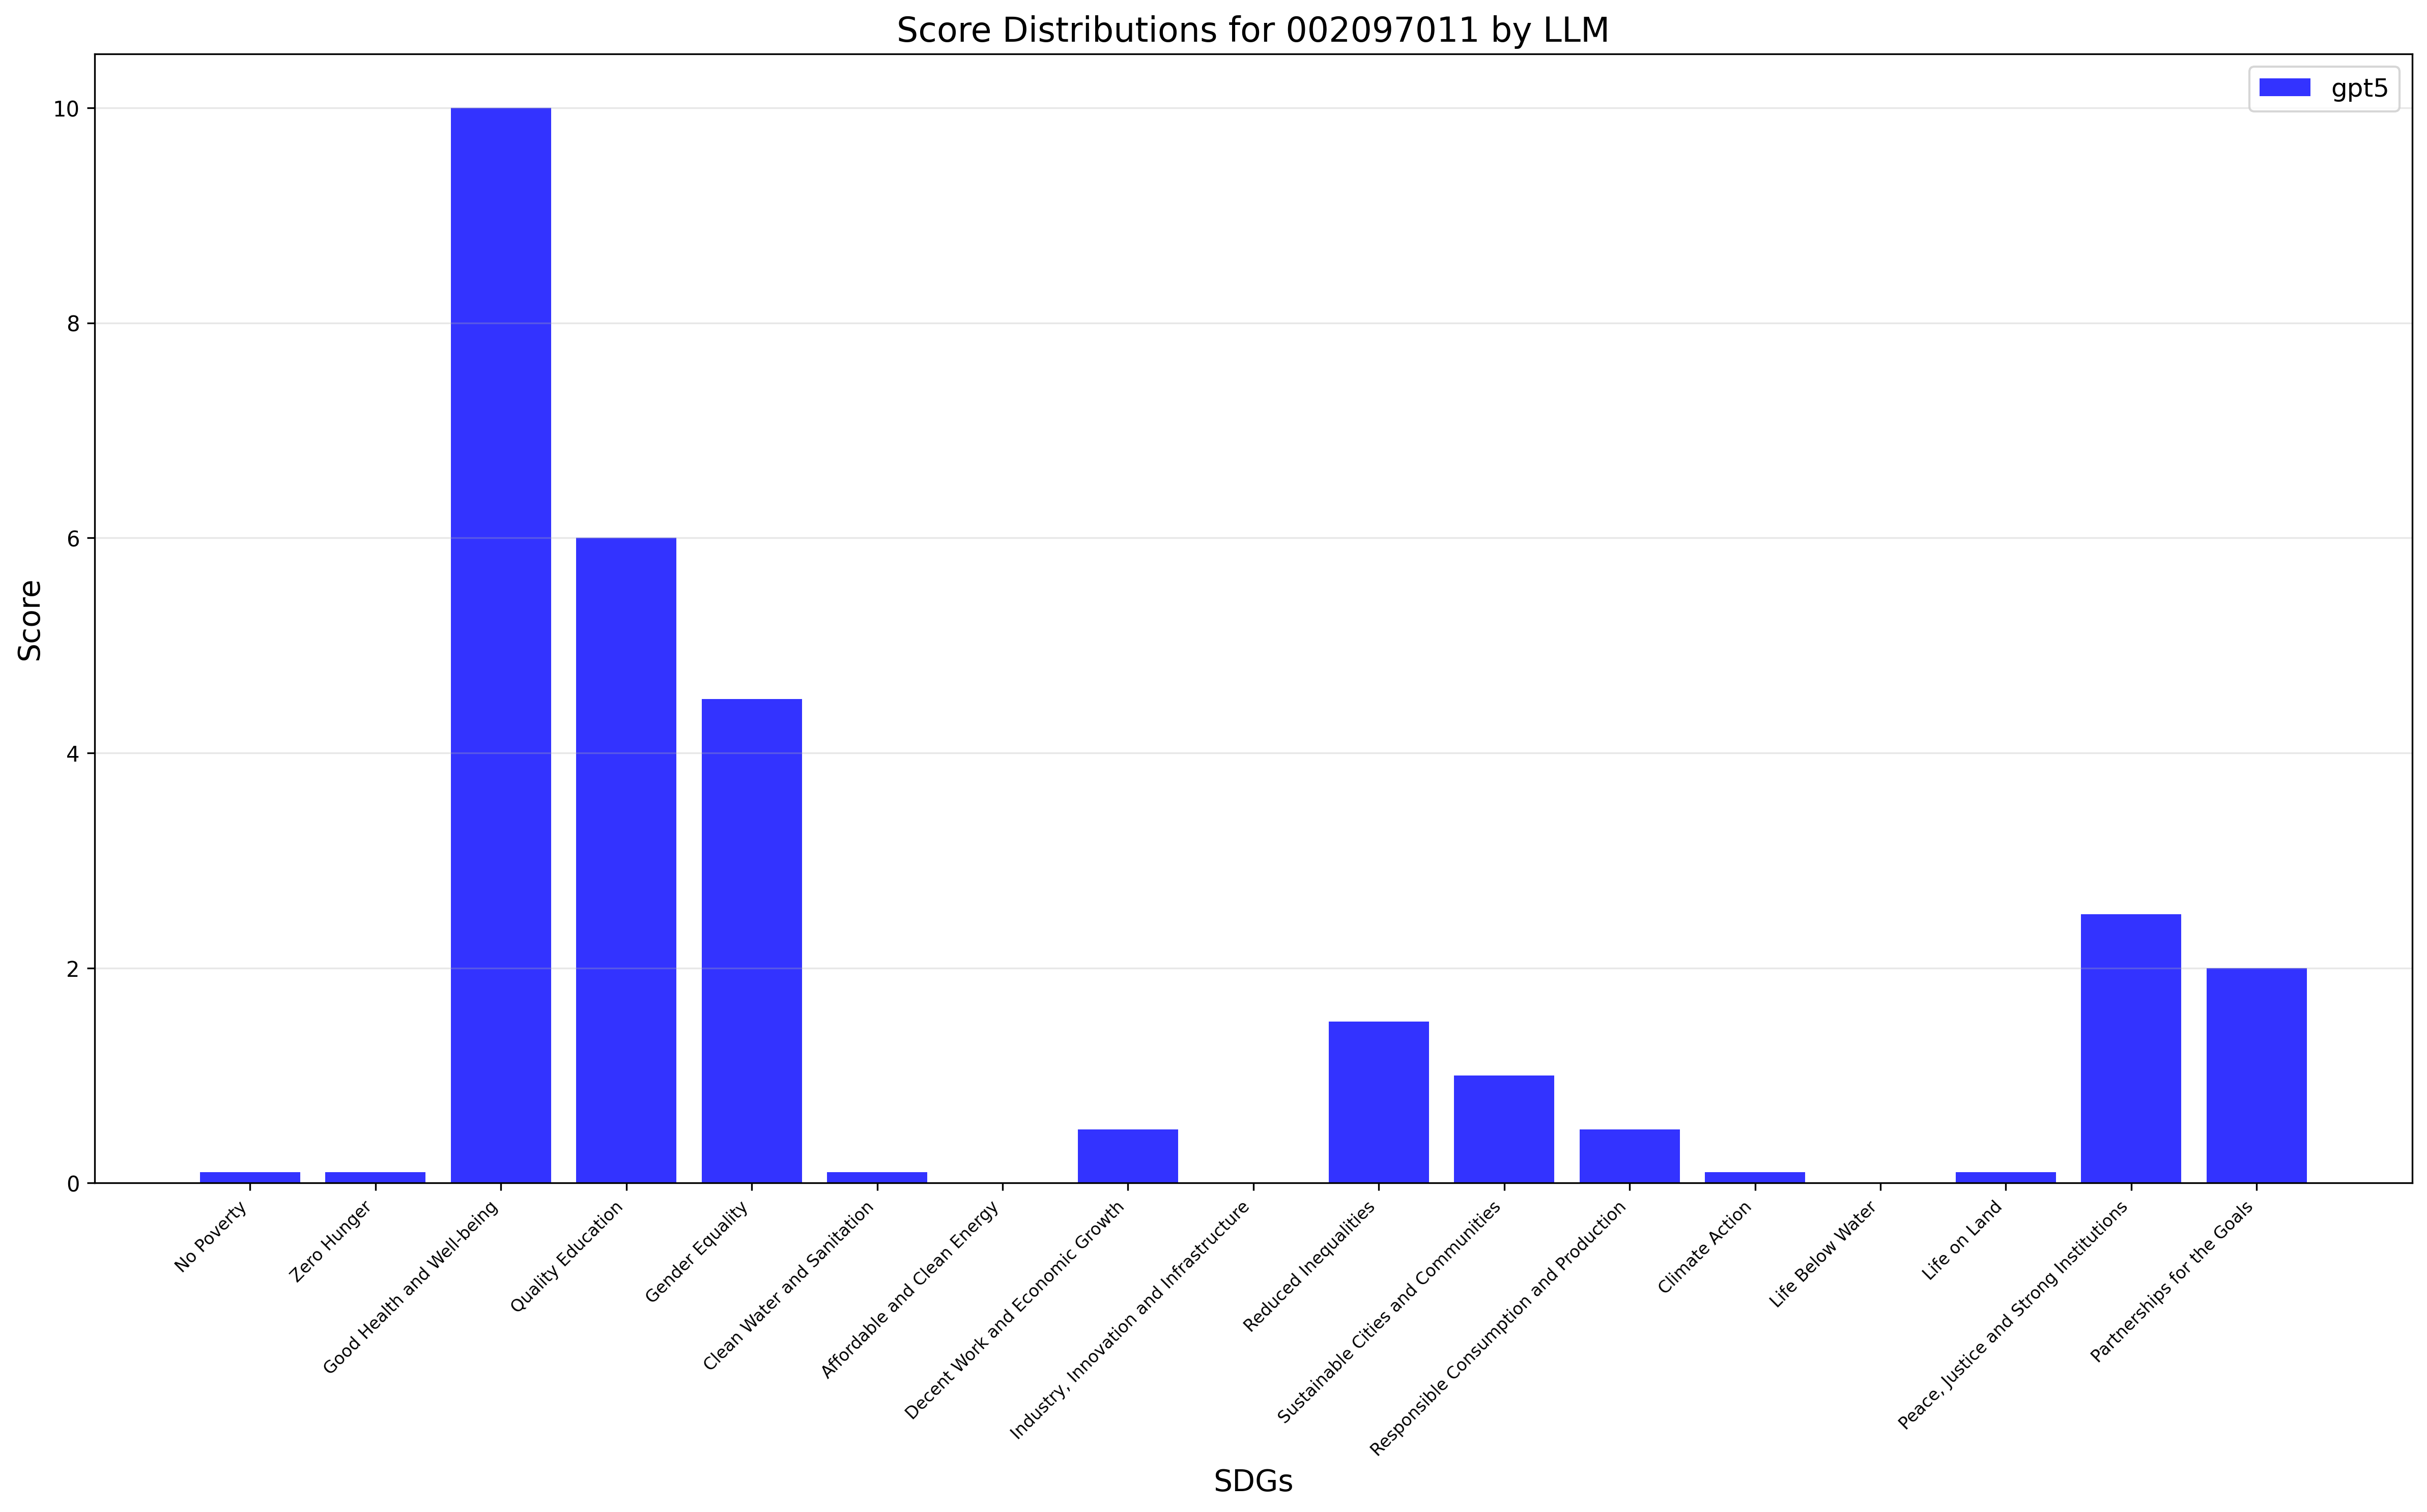 Score Distributions for 002097011 by LLM
gpt5
Score
10
8
6
4
2
0
No Poverty
Zero Hunger
Good Health and Well-being
Quality Education
Gender Equality
Clean Water and Sanitation
Affordable and Clean Energy
Decent Work and Economic Growth
Industry, Innovation and Infrastructure
Reduced Inequalities
Sustainable Cities and Communities
Responsible Consumption and Production
Climate Action
Life Below Water
Life on Land
Peace, Justice and Strong Institutions
Partnerships for the Goals
SDGs